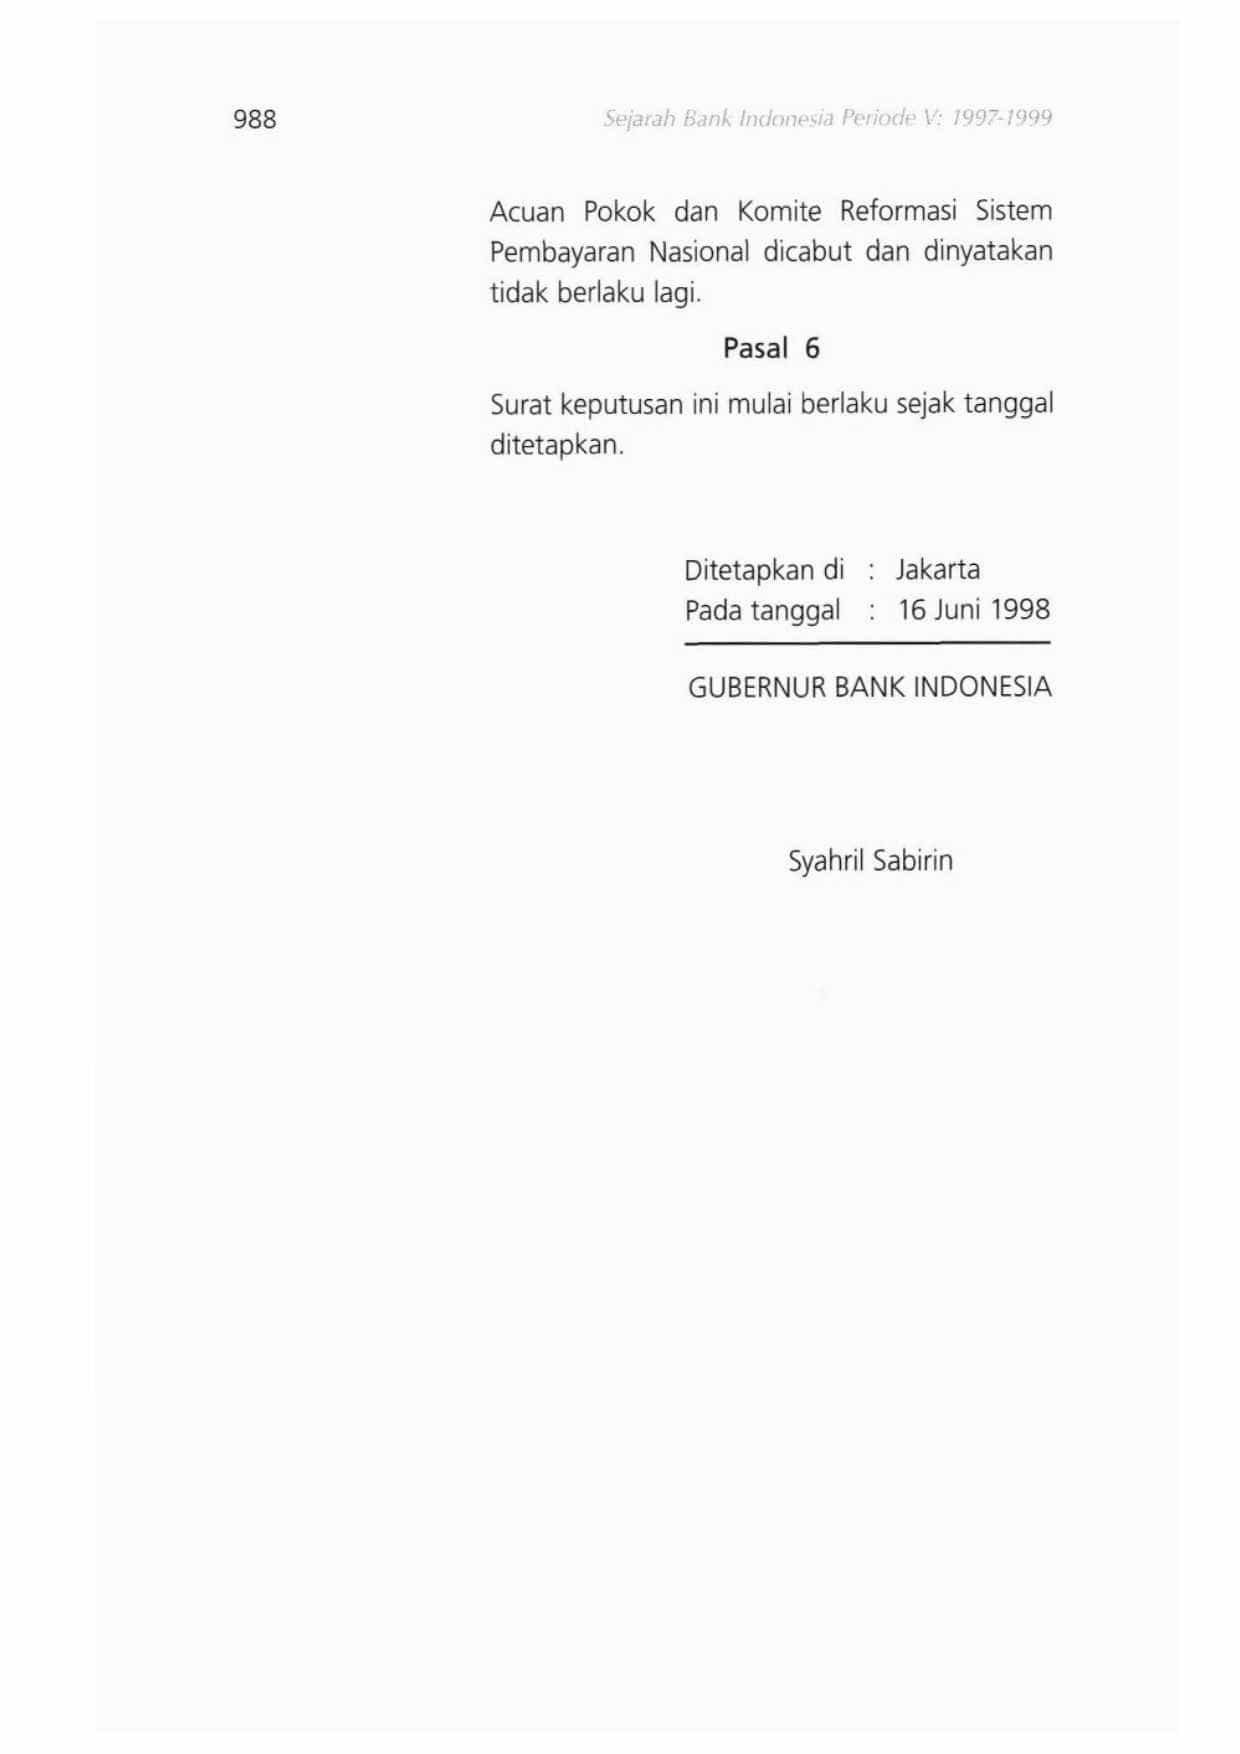 988
Sejarah Bank Indonesia Periode V: 1997-1999
Acuan Pokok dan Komite Reformasi Sistem
Pembayaran Nasional dicabut dan dinyatakan
tidak berlaku lagi.
Pasal 6
Surat keputusan ini mulai berlaku sejak tanggal
ditetapkan.
Ditetapkan di : Jakarta
Pada tanggal : 16 Juni 1998
GUBERNUR BANK INDONESIA
Syahril Sabirin